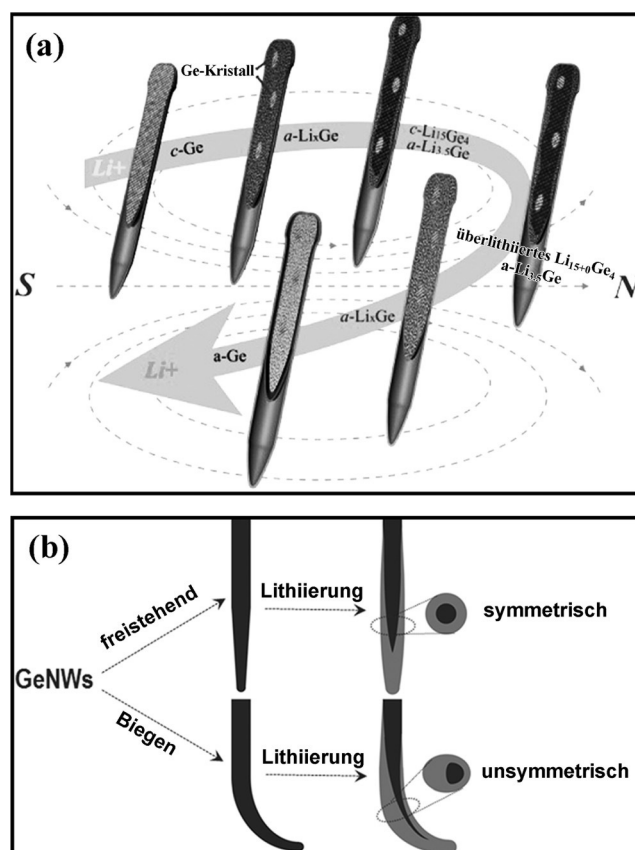 (a)
Ge-Kristall
Li+
c-Ge
a-LixGe
c-Li15Ge4
a-Li3.5Ge
überlithiiertes Li15+0Ge4
a-Li3.5Ge
S
N
a-LixGe
a-Ge
Li+
(b)
freistehend
Lithiierung
symmetrisch
GeNWs
Biegen
Lithiierung
unsymmetrisch